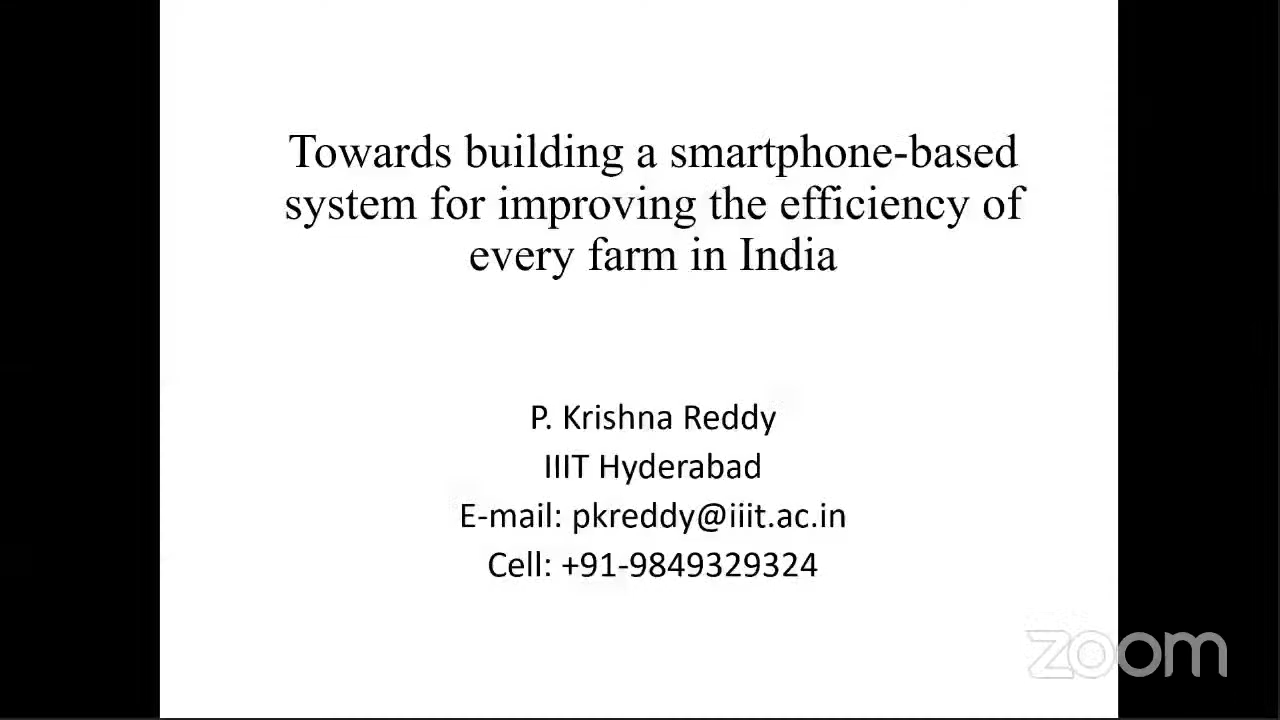 Towards building a smartphone-based
system for improving the efficiency of
every farm in India
P. Krishna Reddy
IIIT Hyderabad
E-mail: pkreddy@iiit.ac.in
Cell: +91-9849329324
zoom